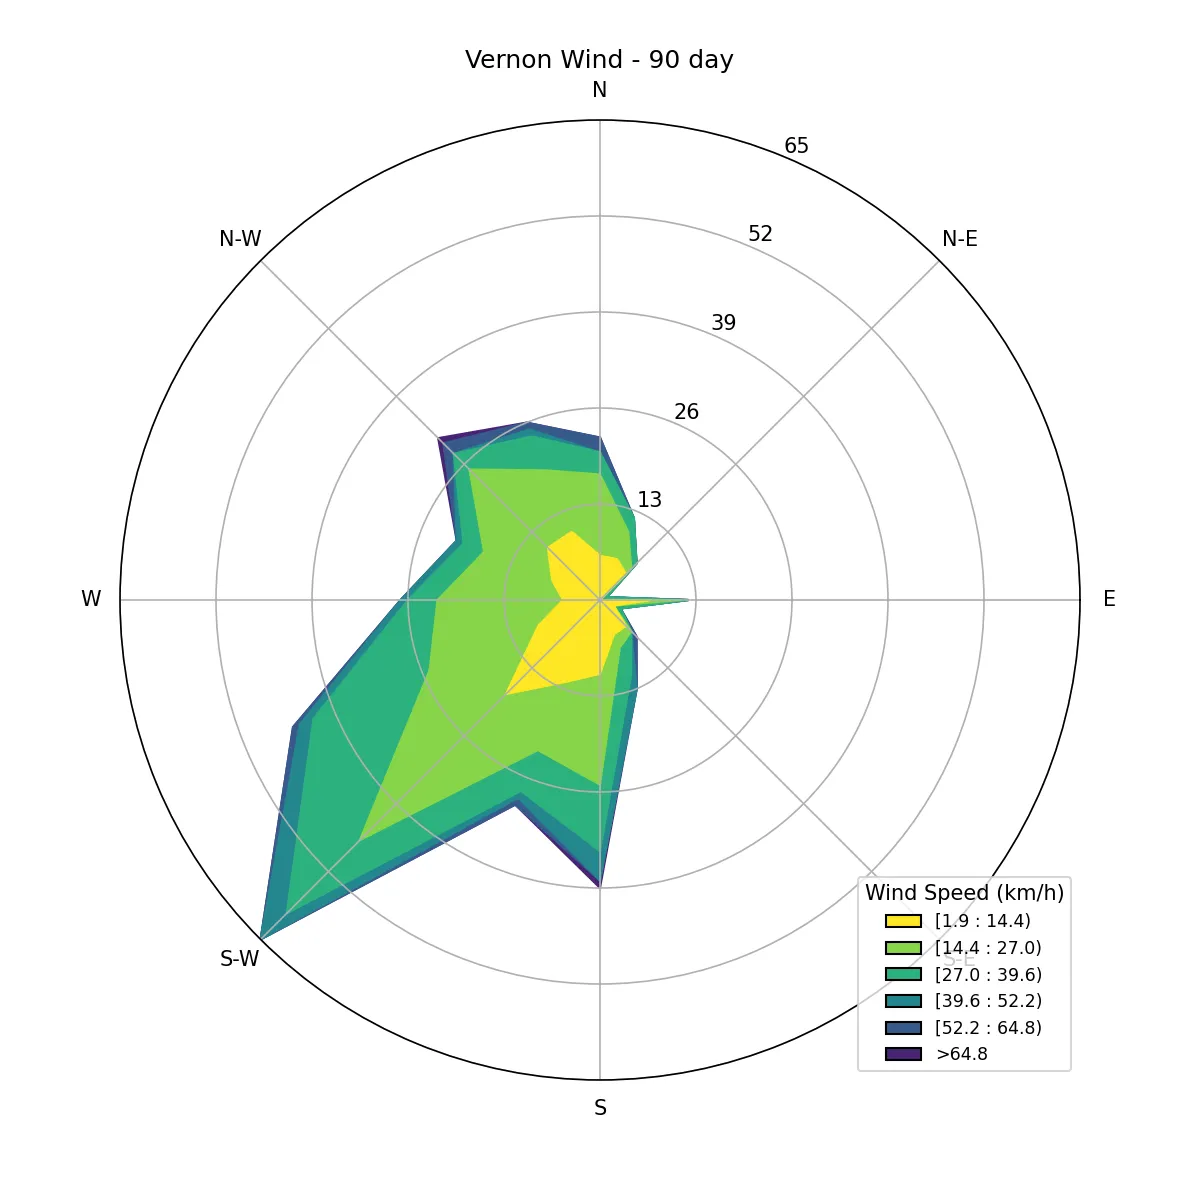 Vernon Wind - 90 day
N
65
N-W
52
N-E
39
26
13
W
E
S-W
S-E
Wind Speed (km/h)
[1.9 : 14.4)
[14.4 : 27.0)
[27.0 : 39.6)
[39.6 : 52.2)
[52.2 : 64.8)
>64.8
S